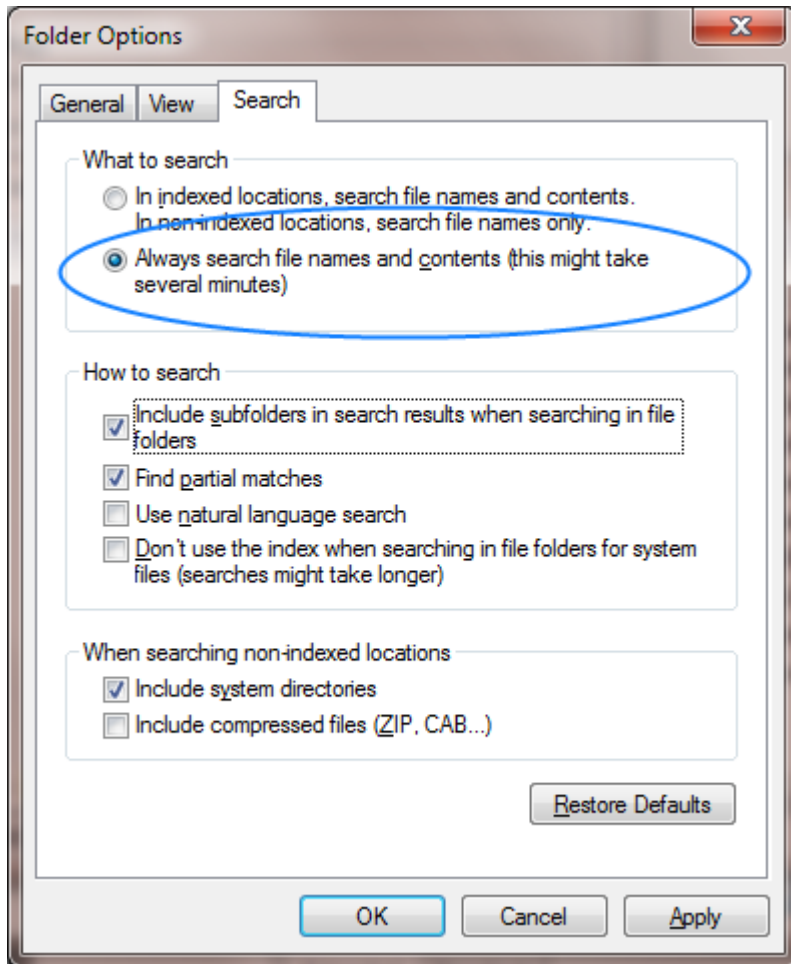 Folder Options
General View Search
What to search
In indexed locations, search file names and contents.
In non-indexed locations, search file names only.
Always search file names and contents (this might take
several minutes)
How to search
Include subfolders in search results when searching in file
folders
Find partial matches
Use natural language search
Don't use the index when searching in file folders for system
files (searches might take longer)
When searching non-indexed locations
Include system directories
Include compressed files (ZIP, CAB...)
Restore Defaults
OK Cancel Apply